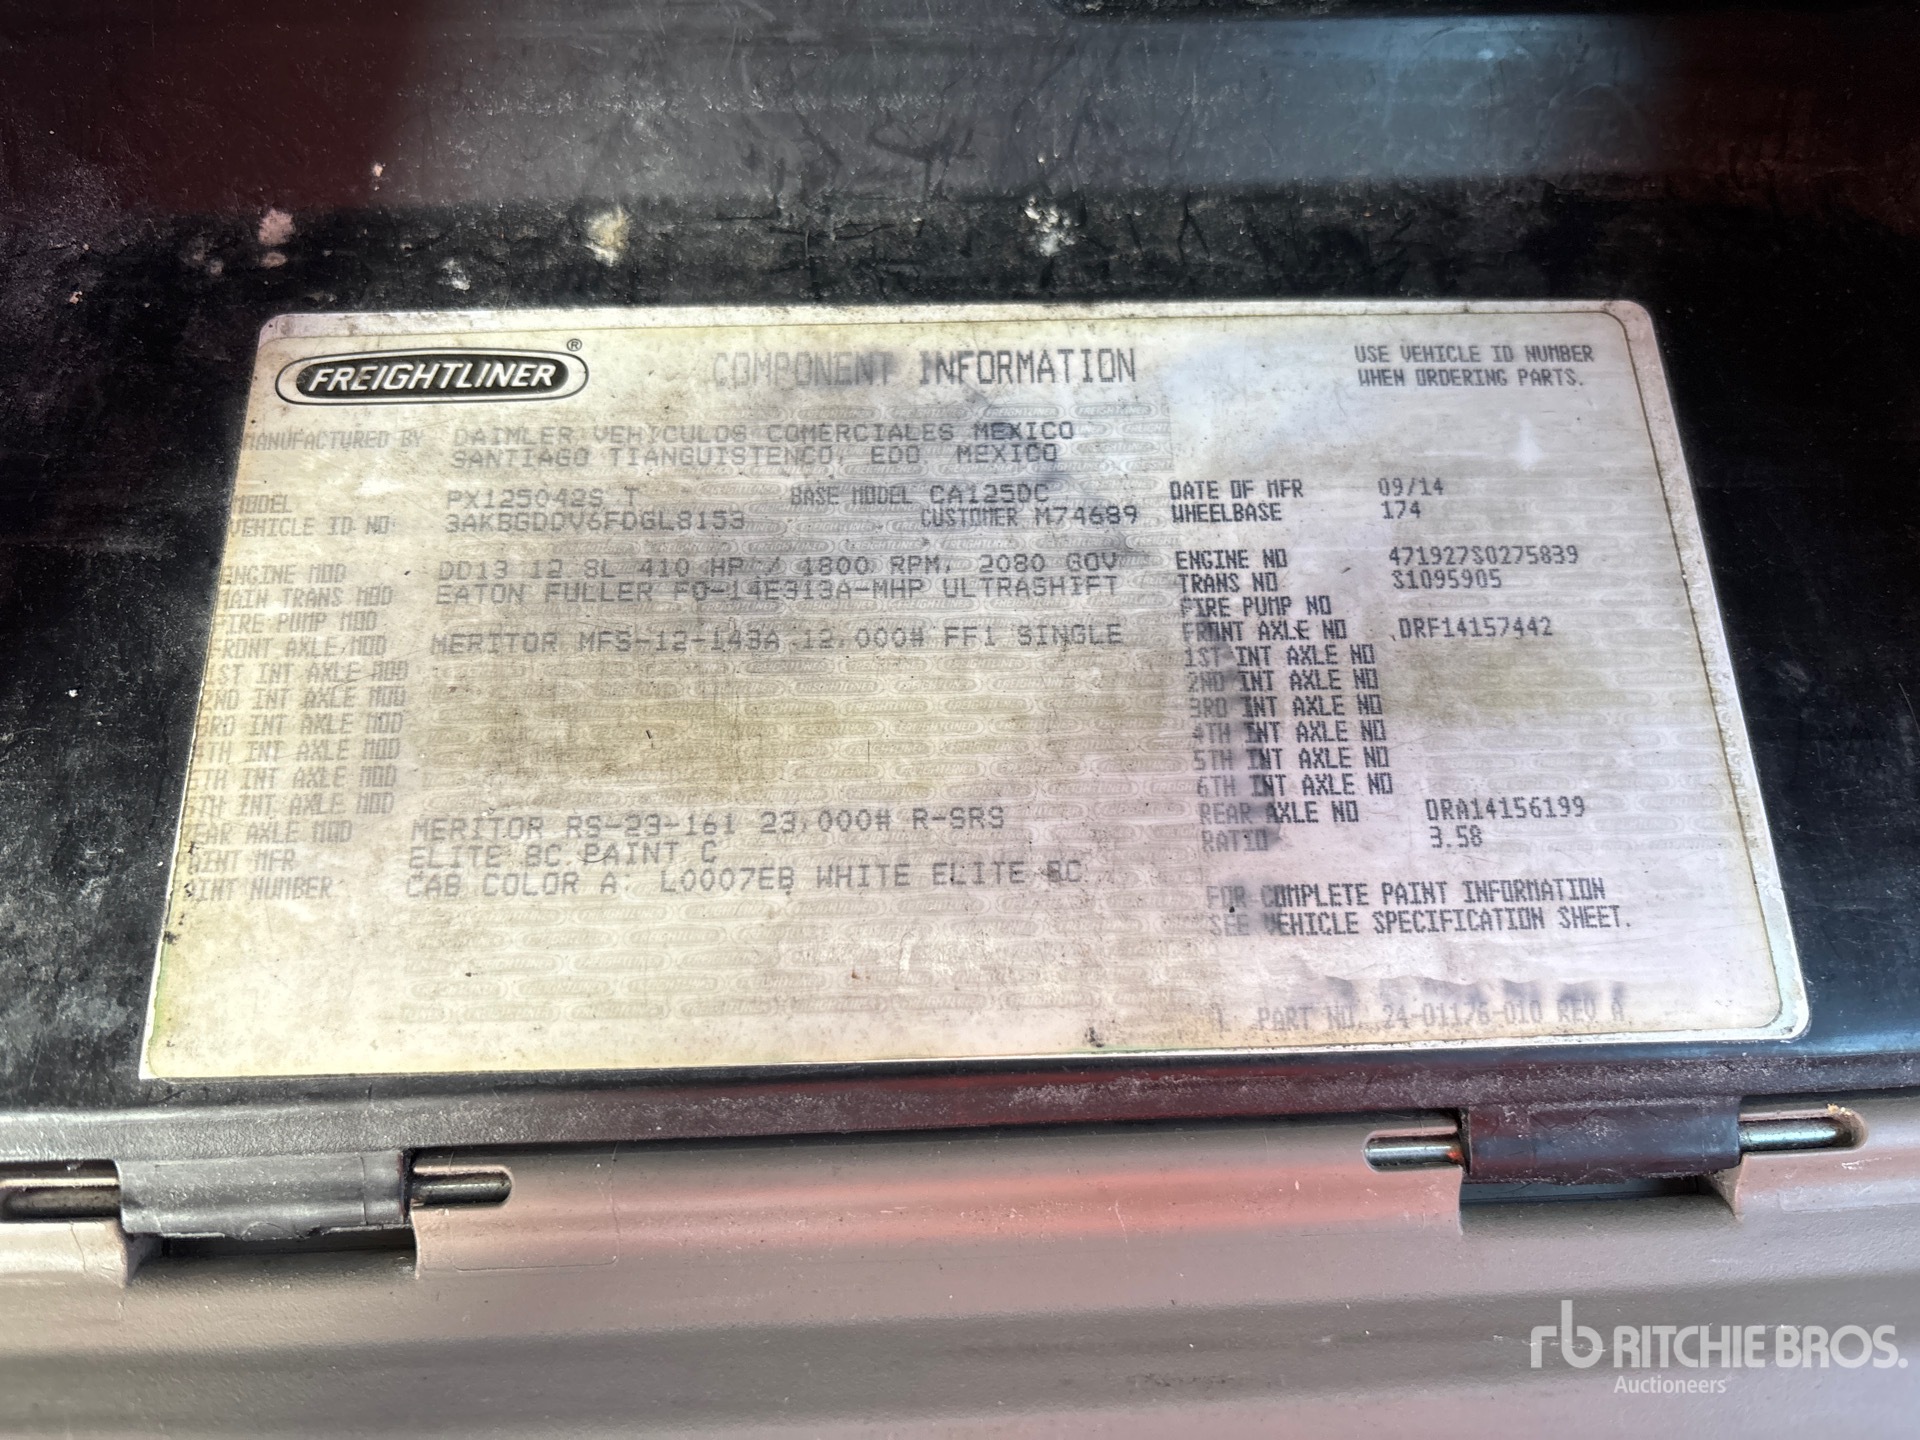 FREIGHTLINER®
COMPONENT INFORMATION
USE VEHICLE ID NUMBER
WHEN ORDERING PARTS.
MANUFACTURED BY DAIMLER VEHICULOS COMERCIALES MEXICO
SANTIAGO TIANGUISTENCO, EDO MEXICO
MODEL PX125042S T BASE MODEL CA125DC DATE OF MFR 09/14
VEHICLE ID NO 3AKBGDDV6FDGL8153 CUSTOMER M74689 WHEELBASE 174
ENGINE MOD DD13 12 8L 410 HP / 1800 RPM, 2080 GOV ENGINE NO 471927S0275839
MAIN TRANS MOD EATON FULLER FO-14E313A-MHP ULTRASHIFT TRANS NO S1095905
FIRE PUMP MOD FIRE PUMP NO
FRONT AXLE MOD MERITOR MFS-12-143A 12,000# FF1 SINGLE FRONT AXLE NO ORF14157442
1ST INT AXLE MOD 1ST INT AXLE NO
2ND INT AXLE MOD 2ND INT AXLE NO
3RD INT AXLE MOD 3RD INT AXLE NO
4TH INT AXLE MOD 4TH INT AXLE NO
5TH INT AXLE MOD 5TH INT AXLE NO
6TH INT AXLE MOD 6TH INT AXLE NO
REAR AXLE MOD MERITOR RS-23-161 23,000# R-SRS REAR AXLE NO ORA14156199
PAINT MFR ELITE BC PAINT C RATIO 3.58
PAINT NUMBER CAB COLOR A: L0007EB WHITE ELITE BC
FOR COMPLETE PAINT INFORMATION
SEE VEHICLE SPECIFICATION SHEET.
PART NO. 24-01176-010 REV A
rb RITCHIE BROS.
Auctioneers